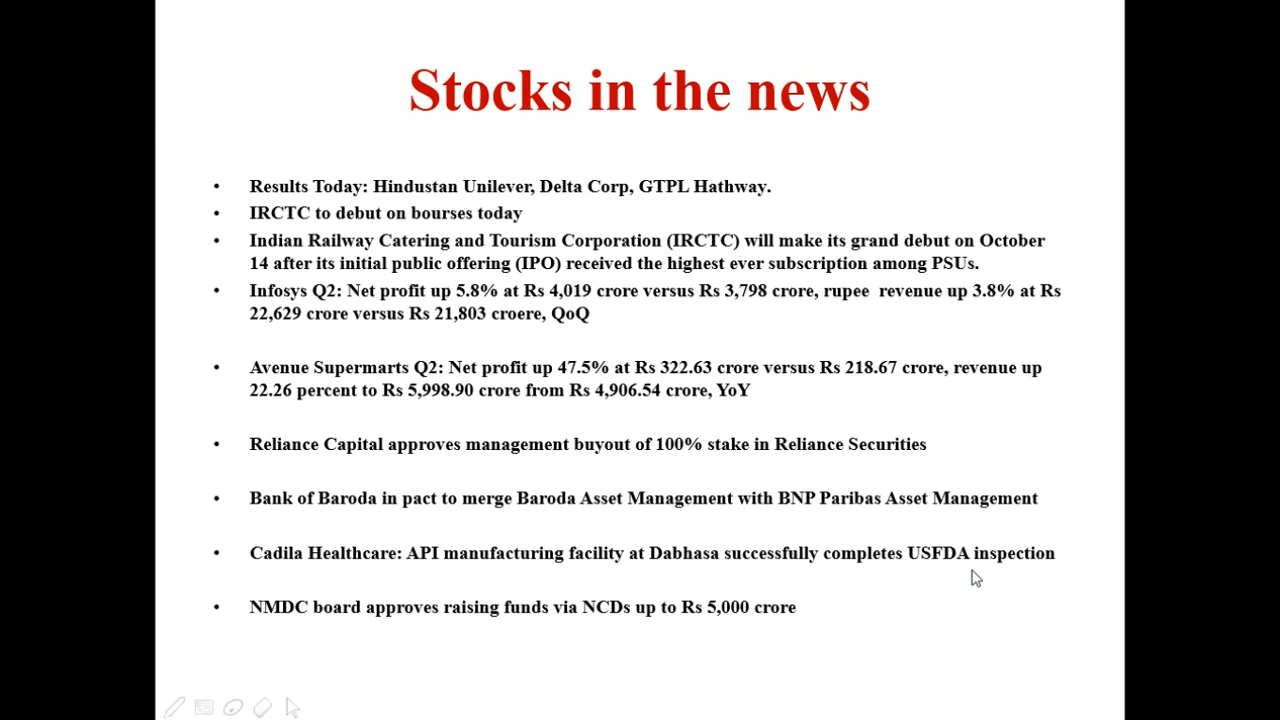 Stocks in the news
• Results Today: Hindustan Unilever, Delta Corp, GTPL Hathway.
• IRCTC to debut on bourses today
• Indian Railway Catering and Tourism Corporation (IRCTC) will make its grand debut on October
14 after its initial public offering (IPO) received the highest ever subscription among PSUs.
• Infosys Q2: Net profit up 5.8% at Rs 4,019 crore versus Rs 3,798 crore, rupee  revenue up 3.8% at Rs
22,629 crore versus Rs 21,803 croere, QoQ
• Avenue Supermarts Q2: Net profit up 47.5% at Rs 322.63 crore versus Rs 218.67 crore, revenue up
22.26 percent to Rs 5,998.90 crore from Rs 4,906.54 crore, YoY
• Reliance Capital approves management buyout of 100% stake in Reliance Securities
• Bank of Baroda in pact to merge Baroda Asset Management with BNP Paribas Asset Management
• Cadila Healthcare: API manufacturing facility at Dabhasa successfully completes USFDA inspection
• NMDC board approves raising funds via NCDs up to Rs 5,000 crore